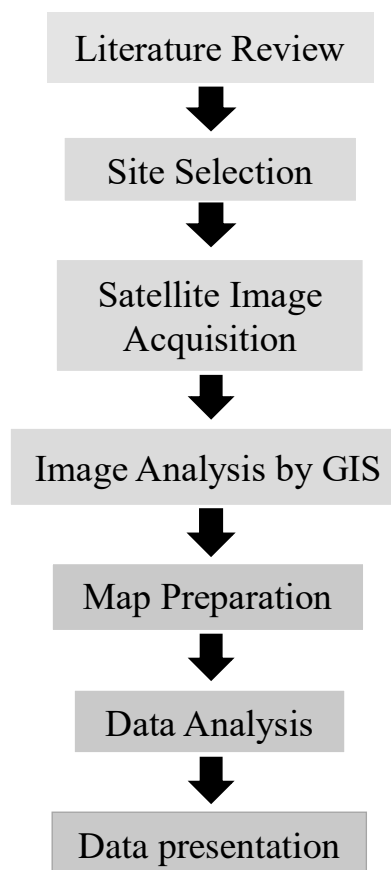 Literature Review
Site Selection
Satellite Image
Acquisition
Image Analysis by GIS
Map Preparation
Data Analysis
Data presentation